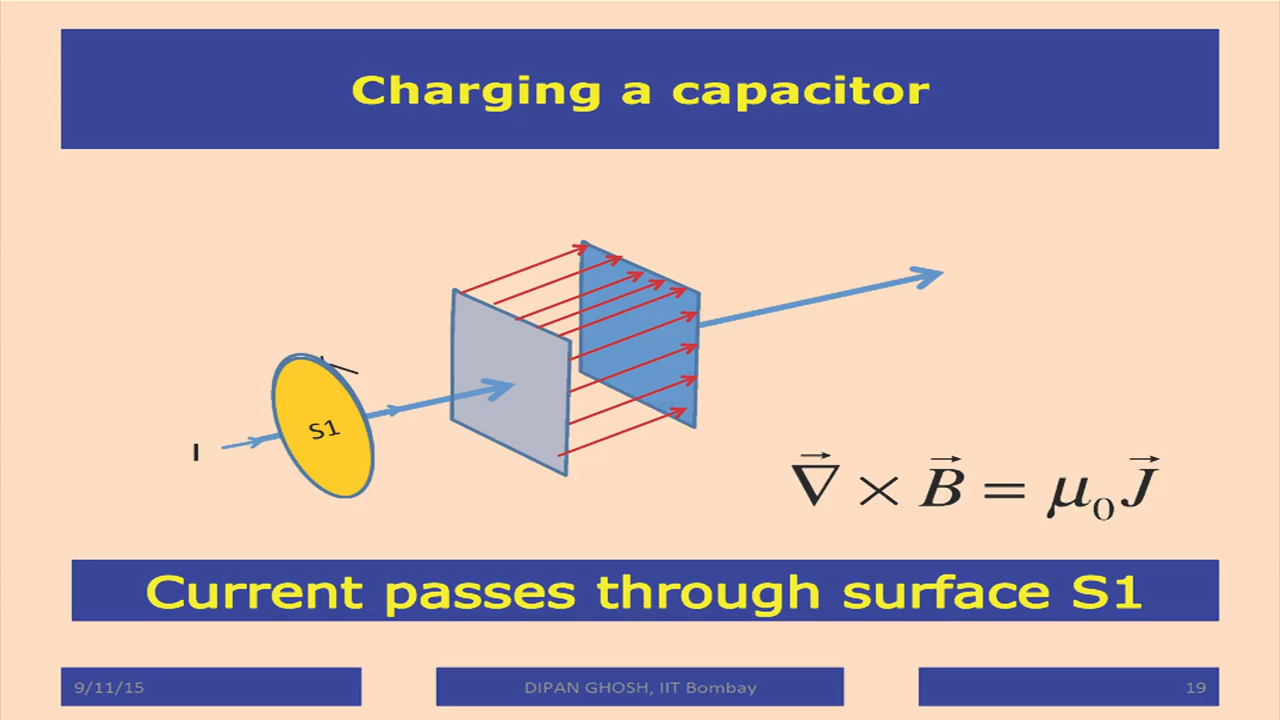 Charging a capacitor
S1
I
∇⃗ × B⃗ = μ₀J⃗
Current passes through surface S1
9/11/15
DIPAN GHOSH, IIT Bombay
19